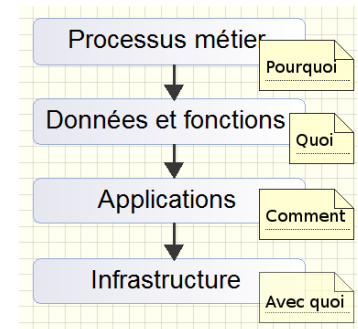 Processus métier
Pourquoi
Données et fonctions
Quoi
Applications
Comment
Infrastructure
Avec quoi